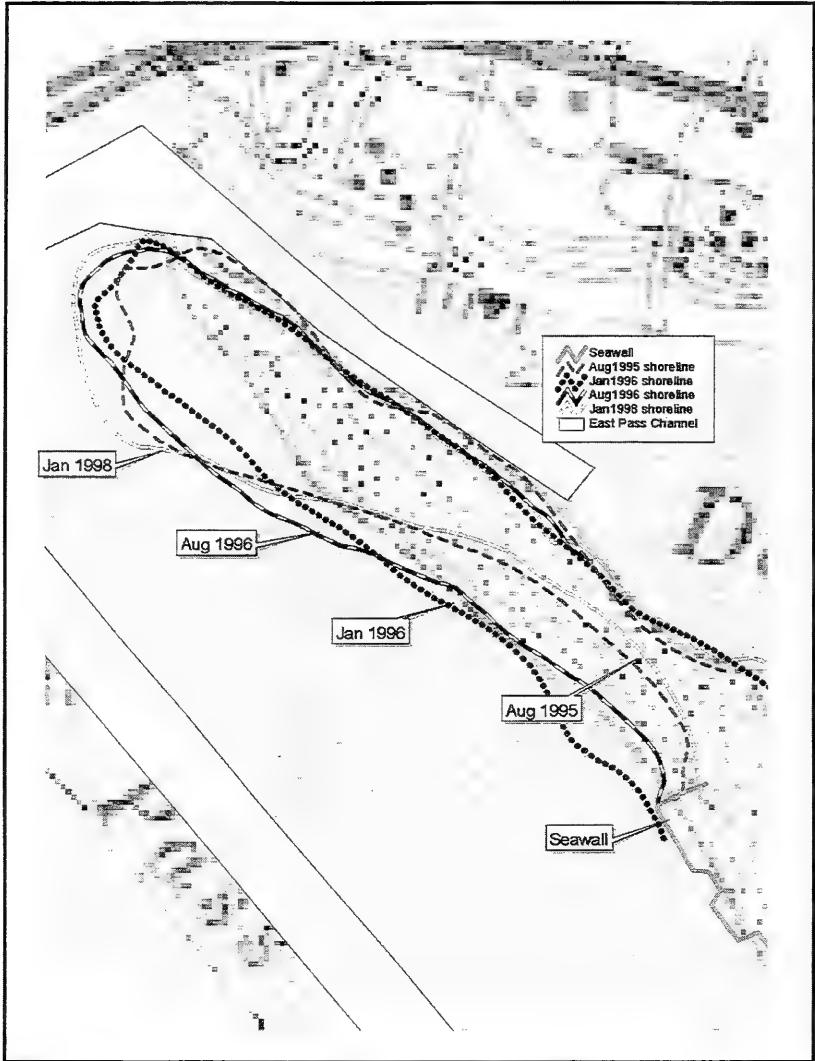 Seawall
Aug1995 shoreline
Jan1996 shoreline
Aug1996 shoreline
Jan1998 shoreline
East Pass Channel
Jan 1998
Aug 1996
Jan 1996
Aug 1995
Seawall